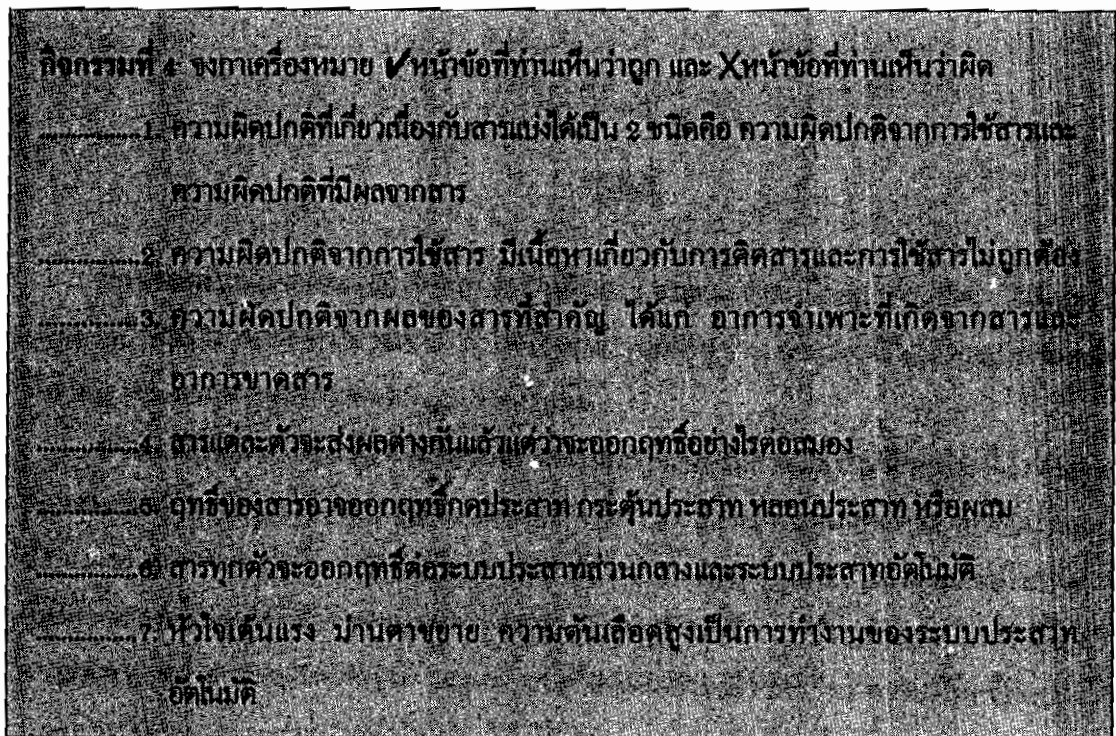 กิจกรรมที่ 4 จงกาเครื่องหมาย ✓หน้าข้อที่ท่านเห็นว่าถูก และ Xหน้าข้อที่ท่านเห็นว่าผิด
...............1. ความผิดปกติที่เกี่ยวเนื่องกับสารแบ่งได้เป็น 2 ชนิดคือ ความผิดปกติจากการใช้สารและ
ความผิดปกติที่มีผลจากสาร
...............2. ความผิดปกติจากการใช้สาร มีเนื้อหาเกี่ยวกับการติดสารและการใช้สารไม่ถูกต้อง
...............3. ความผิดปกติจากผลของสารที่สำคัญ ได้แก่ อาการจำเพาะที่เกิดจากสารและ
อาการขาดสาร
...............4. สารแต่ละตัวจะส่งผลต่างกันแล้วแต่ว่าจะออกฤทธิ์อย่างไรต่อสมอง
...............5. ฤทธิ์ของสารอาจออกฤทธิ์กดประสาท กระตุ้นประสาท หลอนประสาท หรือผสม
...............6. สารทุกตัวจะออกฤทธิ์ต่อระบบประสาทส่วนกลางและระบบประสาทอัตโนมัติ
...............7. หัวใจเต้นแรง ม่านตาขยาย ความดันเลือดสูงเป็นการทำงานของระบบประสาท
อัตโนมัติ